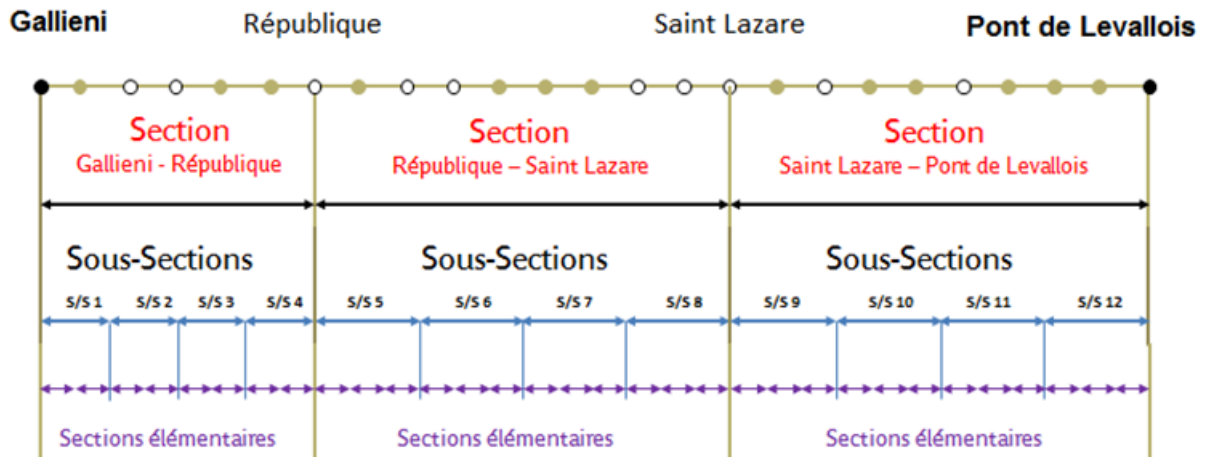 Gallieni République Saint Lazare Pont de Levallois
Section Section Section
Gallieni - République République – Saint Lazare Saint Lazare – Pont de Levallois
Sous-Sections Sous-Sections Sous-Sections
S/S 1 S/S 2 S/S 3 S/S 4 S/S 5 S/S 6 S/S 7 S/S 8 S/S 9 S/S 10 S/S 11 S/S 12
Sections élémentaires Sections élémentaires Sections élémentaires